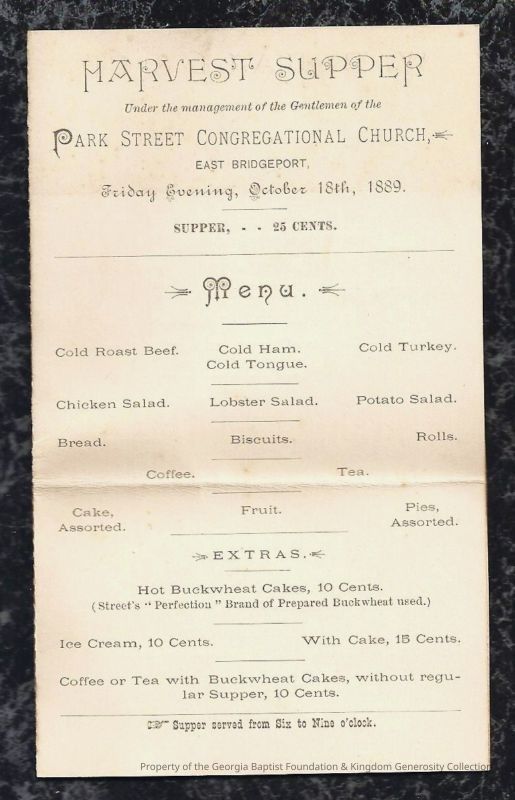 HARVEST SUPPER
Under the management of the Gentlemen of the
PARK STREET CONGREGATIONAL CHURCH,
EAST BRIDGEPORT,
Friday Evening, October 18th, 1889.
SUPPER, - - 25 CENTS.
Menu.
Cold Roast Beef. Cold Ham. Cold Turkey.
Cold Tongue.
Chicken Salad. Lobster Salad. Potato Salad.
Bread. Biscuits. Rolls.
Coffee. Tea.
Cake, Assorted. Fruit. Pies, Assorted.
EXTRAS.
Hot Buckwheat Cakes, 10 Cents.
(Street's "Perfection" Brand of Prepared Buckwheat used.)
Ice Cream, 10 Cents. With Cake, 15 Cents.
Coffee or Tea with Buckwheat Cakes, without regu-
lar Supper, 10 Cents.
☞ Supper served from Six to Nine o'clock.
Property of the Georgia Baptist Foundation & Kingdom Generosity Collection